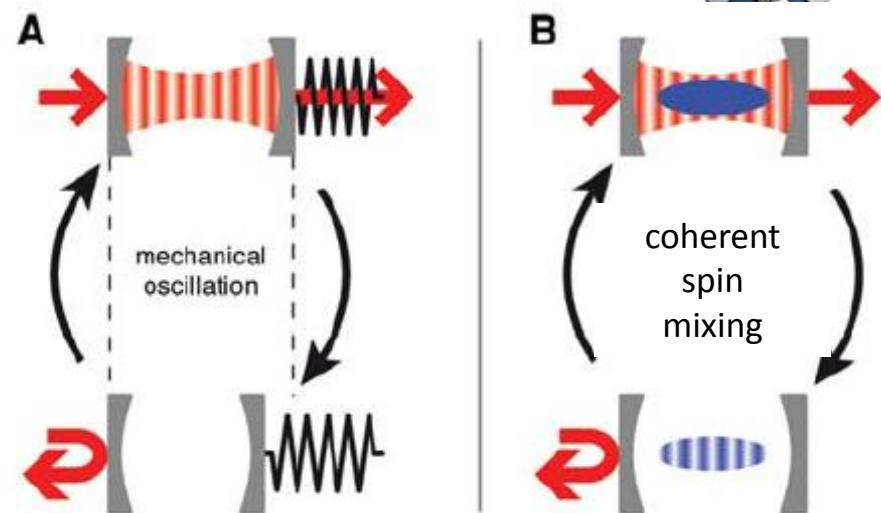 A
B
mechanical
oscillation
coherent
spin
mixing